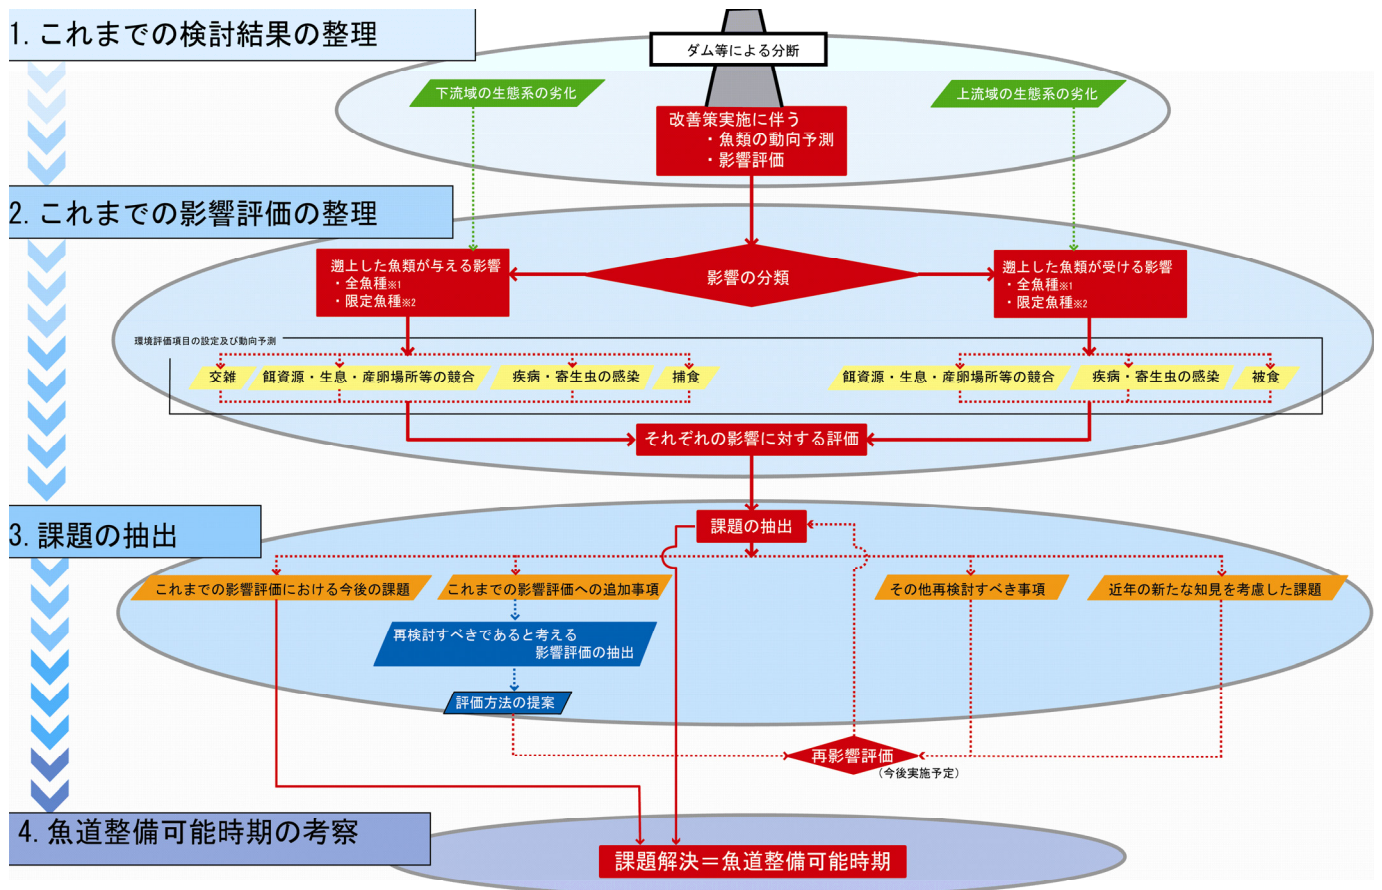 1. これまでの検討結果の整理
ダム等による分断
下流域の生態系の劣化
上流域の生態系の劣化
改善策実施に伴う
・魚類の動向予測
・影響評価
2. これまでの影響評価の整理
遡上した魚類が与える影響
・全魚種※1
・限定魚種※2
影響の分類
遡上した魚類が受ける影響
・全魚種※1
・限定魚種※2
環境評価項目の設定及び動向予測
交雑
餌資源・生息・産卵場所等の競合
疾病・寄生虫の感染
捕食
餌資源・生息・産卵場所等の競合
疾病・寄生虫の感染
被食
それぞれの影響に対する評価
3. 課題の抽出
課題の抽出
これまでの影響評価における今後の課題
これまでの影響評価への追加事項
その他再検討すべき事項
近年の新たな知見を考慮した課題
再検討すべきであると考える
影響評価の抽出
評価方法の提案
再影響評価
(今後実施予定)
4. 魚道整備可能時期の考察
課題解決＝魚道整備可能時期